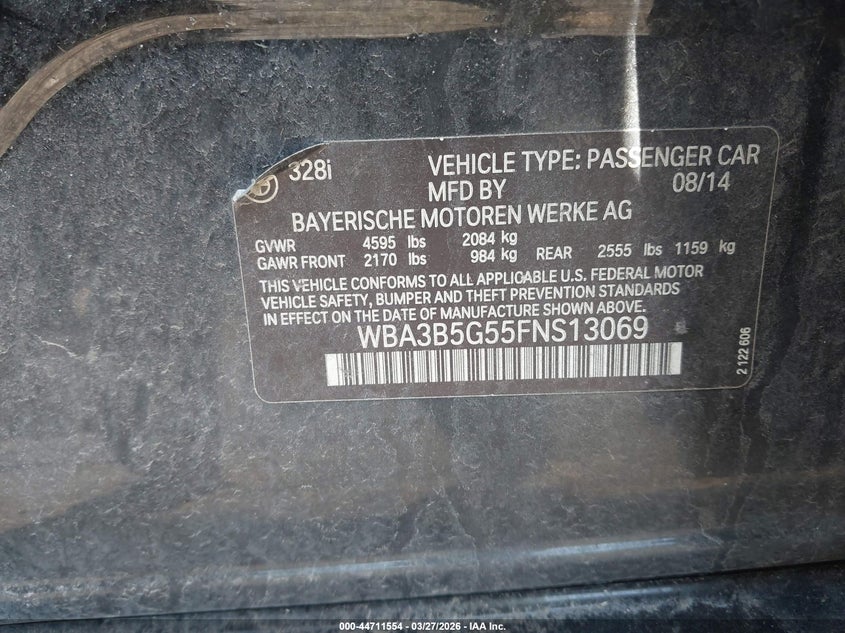 328i VEHICLE TYPE: PASSENGER CAR
MFD BY 08/14
BAYERISCHE MOTOREN WERKE AG
GVWR 4595 lbs 2084 kg
GAWR FRONT 2170 lbs 984 kg REAR 2555 lbs 1159 kg
THIS VEHICLE CONFORMS TO ALL APPLICABLE U.S. FEDERAL MOTOR
VEHICLE SAFETY, BUMPER AND THEFT PREVENTION STANDARDS
IN EFFECT ON THE DATE OF MANUFACTURE SHOWN ABOVE.
WBA3B5G55FNS13069
2 122 606
000-44711554 - 03/27/2026 - IAA Inc.